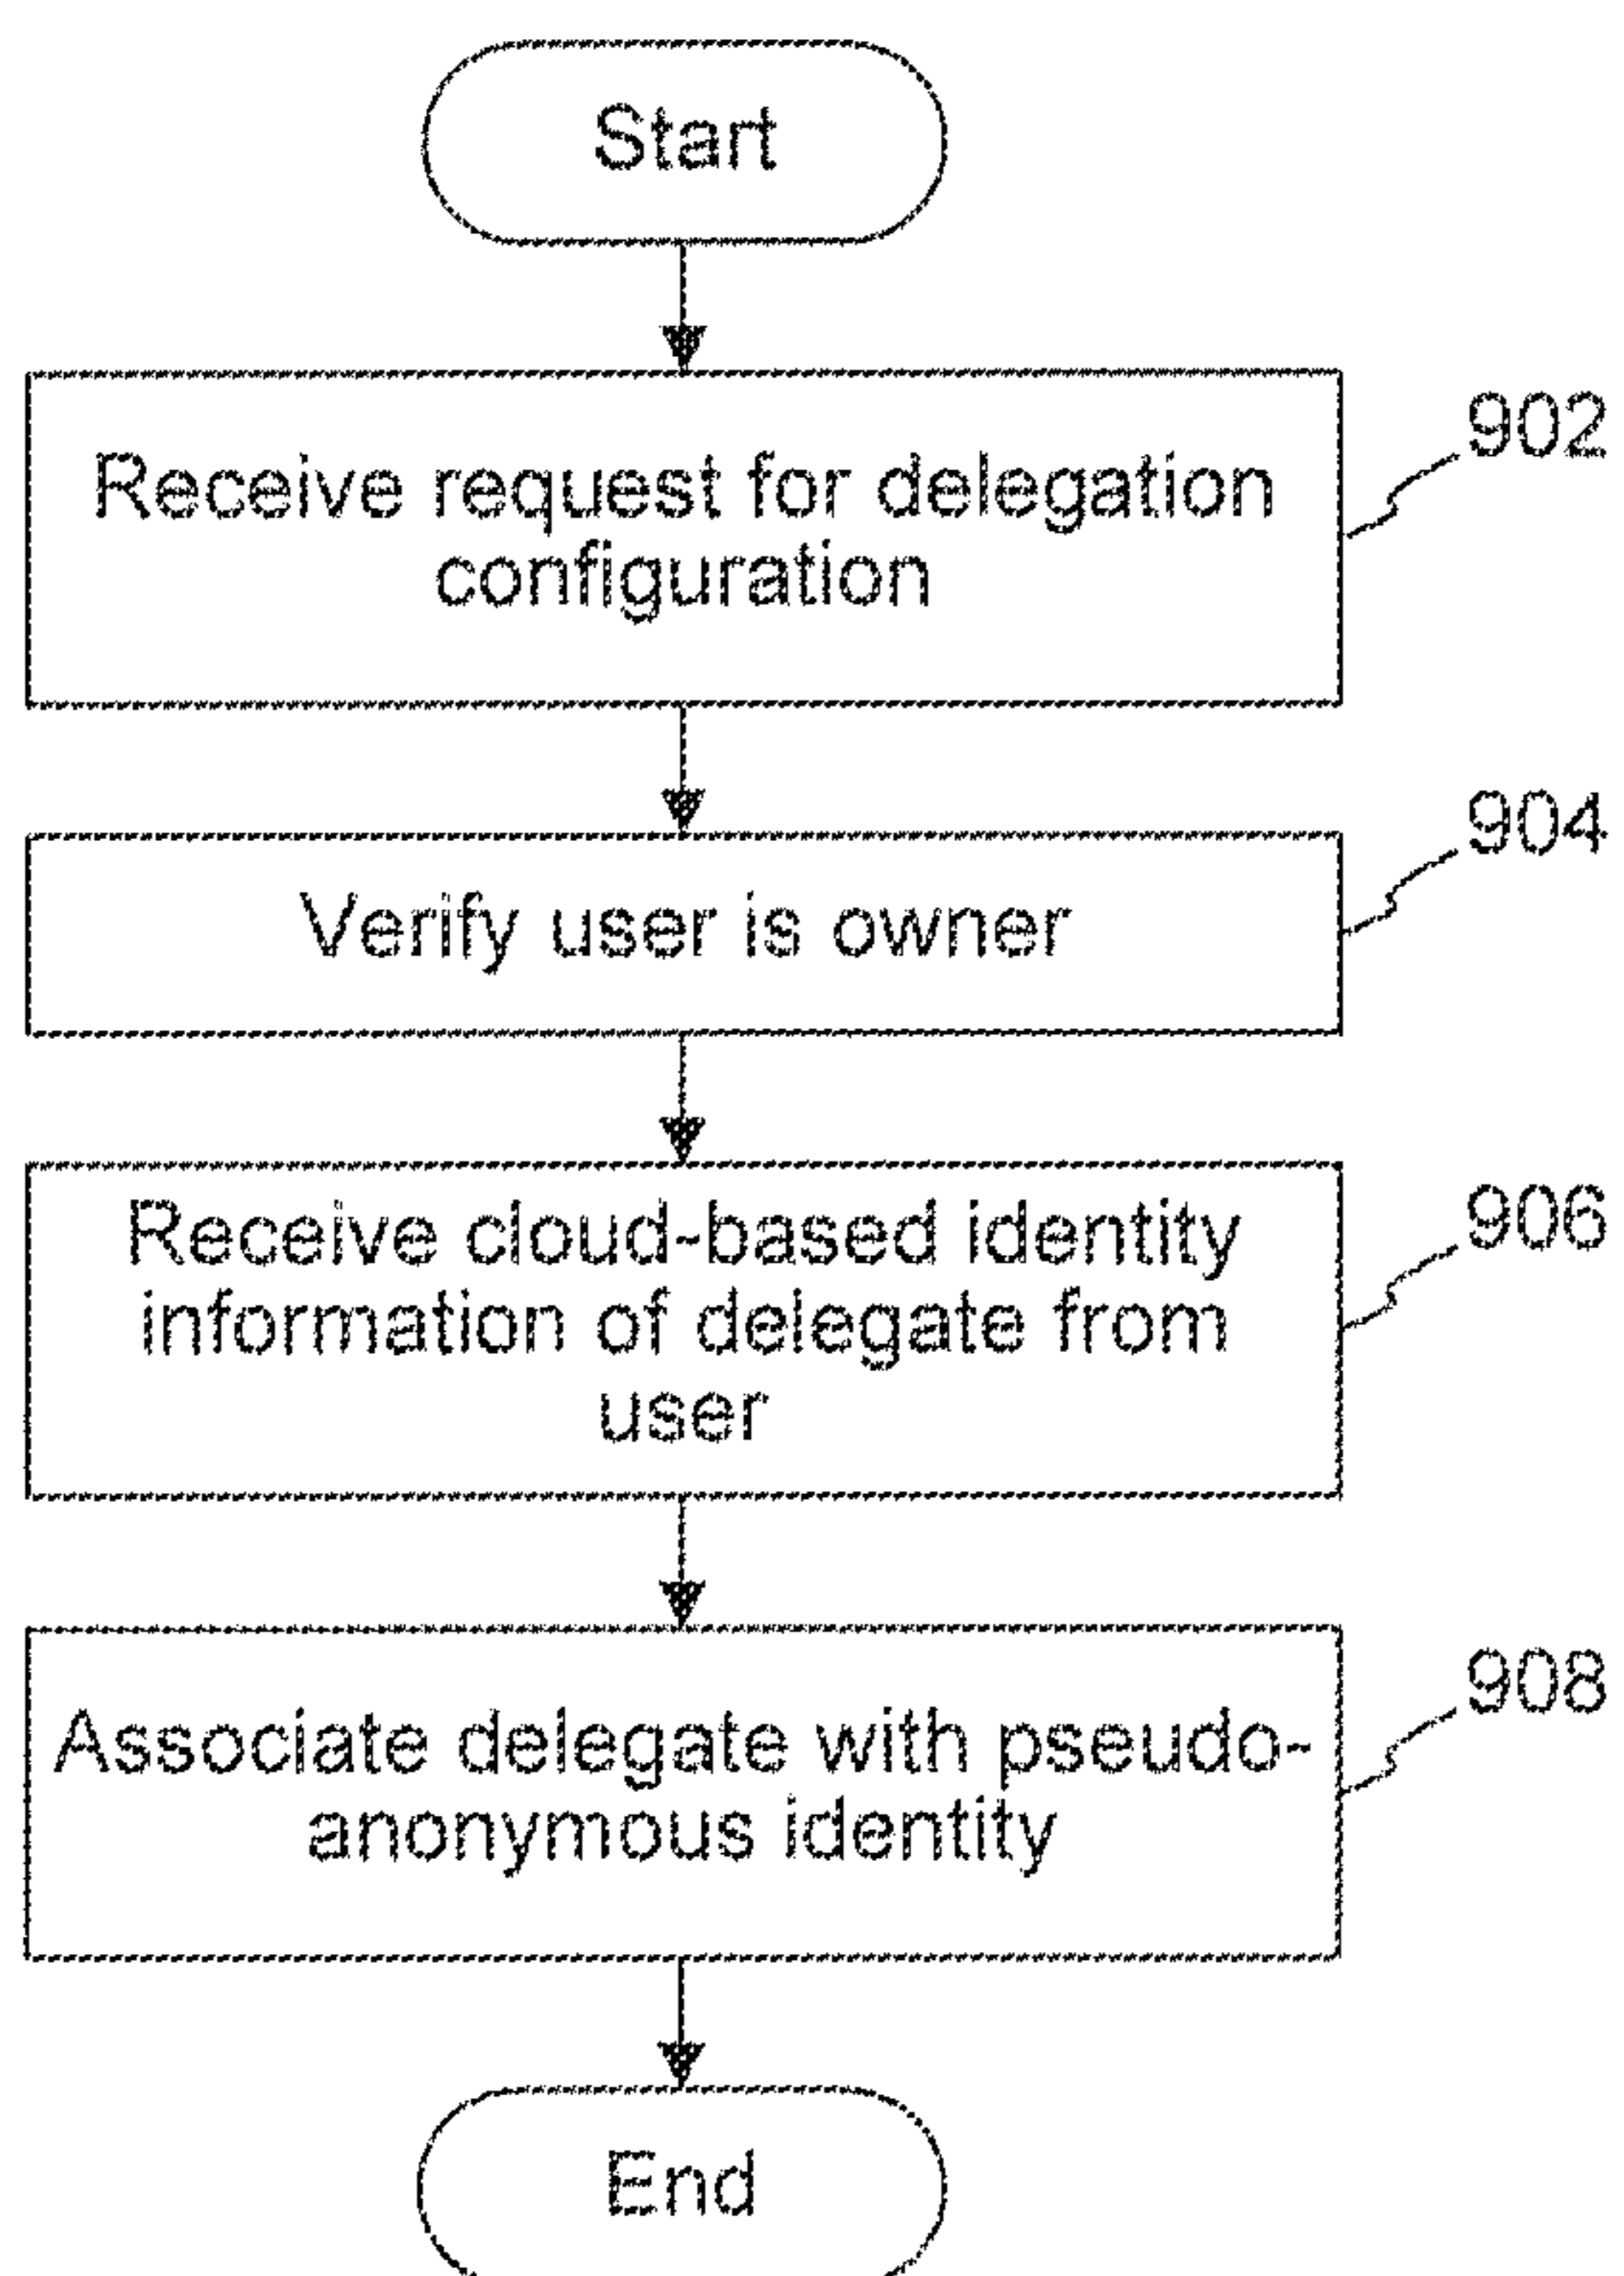 Start
902
Receive request for delegation
configuration
904
Verify user is owner
906
Receive cloud-based identity
information of delegate from
user
908
Associate delegate with pseudo-
anonymous identity
End